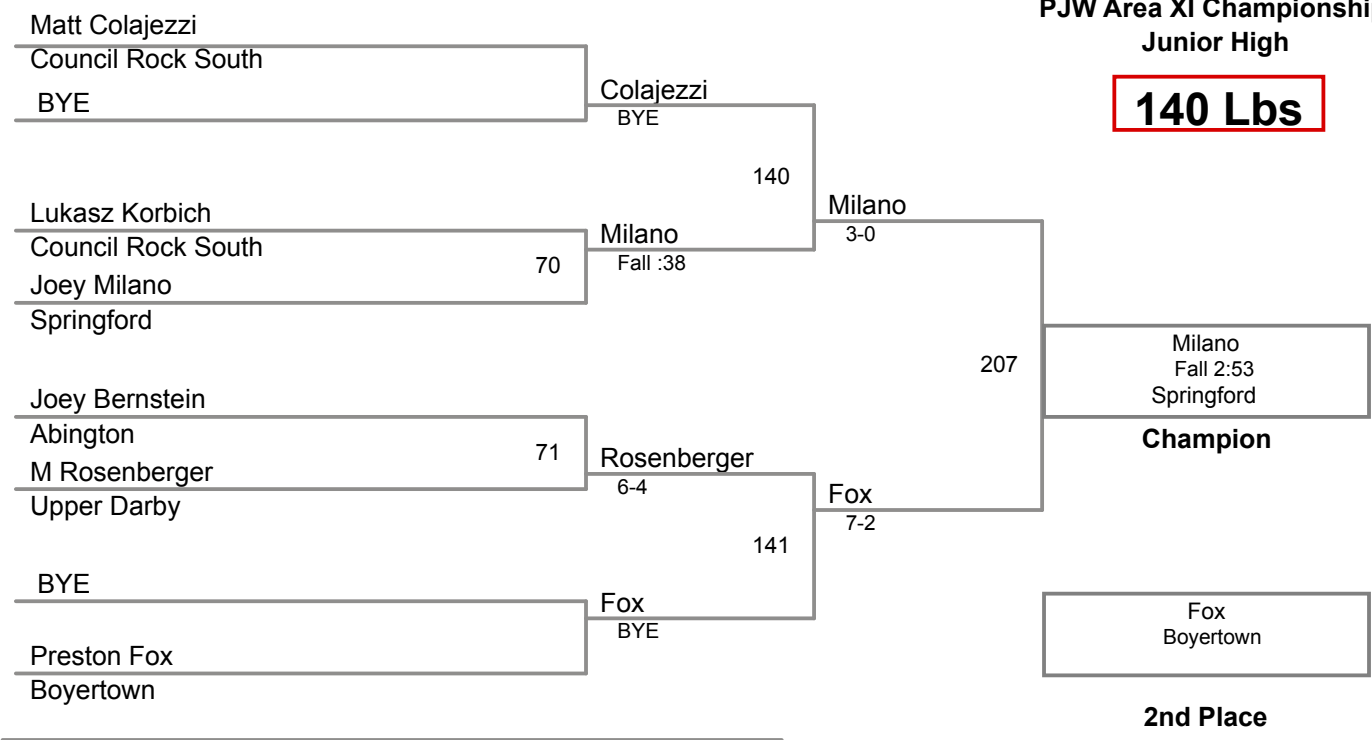 PJW Area XI Championshi
Junior High
140 Lbs
Matt Colajezzi
Council Rock South
BYE
Colajezzi
BYE
140
Lukasz Korbich
Council Rock South
Joey Milano
Springford
70
Milano
Fall :38
Milano
3-0
Joey Bernstein
Abington
M Rosenberger
Upper Darby
71
Rosenberger
6-4
141
BYE
Preston Fox
Boyertown
Fox
BYE
Fox
7-2
207
Milano
Fall 2:53
Springford
Champion
Fox
Boyertown
2nd Place